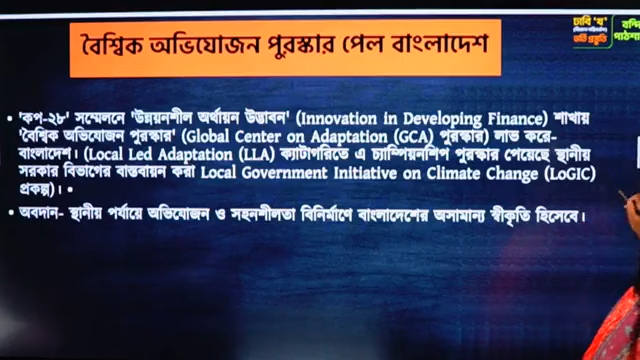 বৈশ্বিক অভিযোজন পুরস্কার পেল বাংলাদেশ
ঢাবি 'ঘ'
ভর্তি প্রস্তুতি
• 'কপ-২৮' সম্মেলনে 'উন্নয়নশীল অর্থায়ন উদ্ভাবন' (Innovation in Developing Finance) শাখায়
'বৈশ্বিক অভিযোজন পুরস্কার' (Global Center on Adaptation (GCA) পুরস্কার) লাভ করে-
বাংলাদেশ। (Local Led Adaptation (LLA) ক্যাটাগরিতে এ চ্যাম্পিয়নশিপ পুরস্কার পেয়েছে স্থানীয়
সরকার বিভাগের বাস্তবায়ন করা Local Government Initiative on Climate Change (LoGIC)
প্রকল্প)। •
• অবদান- স্থানীয় পর্যায়ে অভিযোজন ও সহনশীলতা বিনির্মাণে বাংলাদেশের অসামান্য স্বীকৃতি হিসেবে।